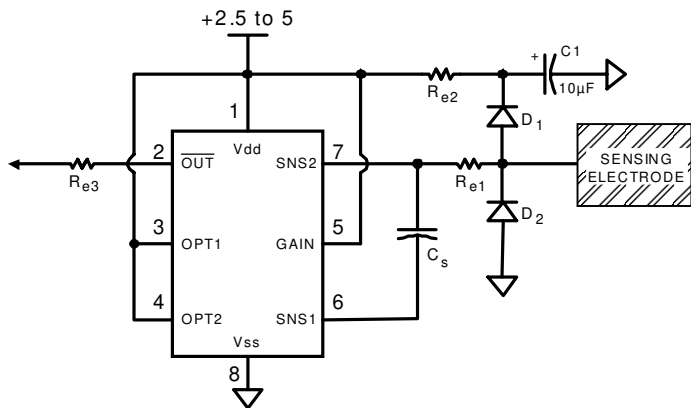 +2.5 to 5
C1
+
10µF
Re2
D1
1
Vdd
2
OUT
SNS2
7
Re3
Re1
SENSING
ELECTRODE
D2
3
OPT1
GAIN
5
Cs
4
OPT2
SNS1
6
Vss
8